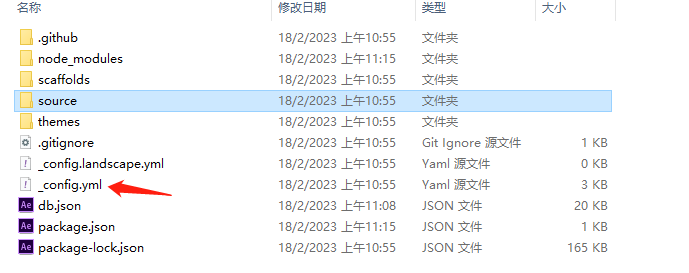 名称 修改日期 类型 大小
.github 18/2/2023 上午10:55 文件夹
node_modules 18/2/2023 上午11:15 文件夹
scaffolds 18/2/2023 上午10:55 文件夹
source 18/2/2023 上午10:55 文件夹
themes 18/2/2023 上午10:55 文件夹
.gitignore 18/2/2023 上午10:55 Git Ignore 源文件 1 KB
_config.landscape.yml 18/2/2023 上午10:55 Yaml 源文件 0 KB
_config.yml 18/2/2023 上午10:55 Yaml 源文件 3 KB
Ae db.json 18/2/2023 上午11:08 JSON 文件 20 KB
Ae package.json 18/2/2023 上午11:15 JSON 文件 1 KB
Ae package-lock.json 18/2/2023 上午10:55 JSON 文件 165 KB